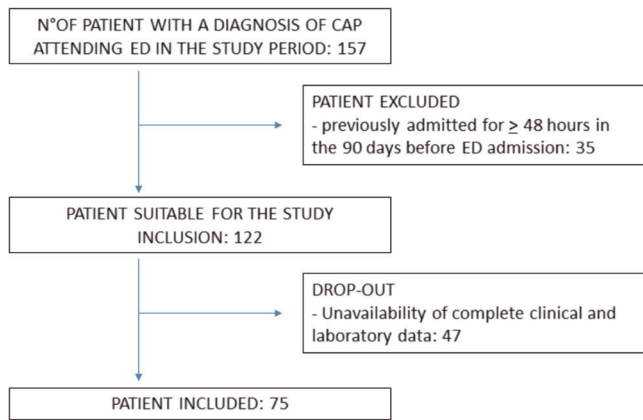 N°OF PATIENT WITH A DIAGNOSIS OF CAP
ATTENDING ED IN THE STUDY PERIOD: 157
PATIENT EXCLUDED
- previously admitted for ≥ 48 hours in
the 90 days before ED admission: 35
PATIENT SUITABLE FOR THE STUDY
INCLUSION: 122
DROP-OUT
- Unavailability of complete clinical and
laboratory data: 47
PATIENT INCLUDED: 75